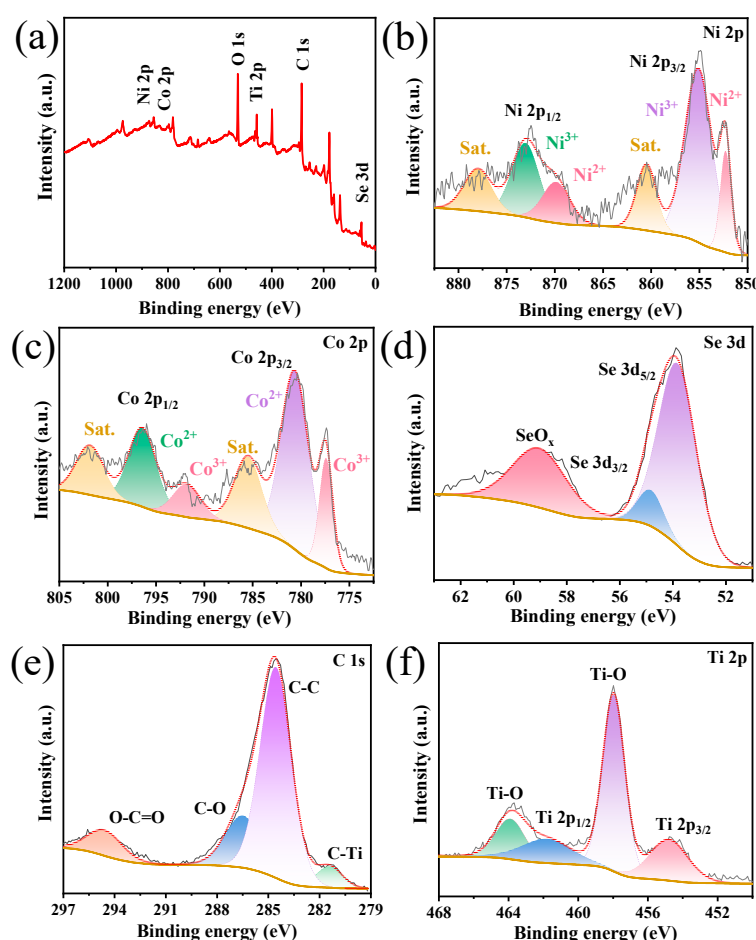 (a)
Intensity (a.u.)
Ni 2p
Co 2p
O 1s
Ti 2p
C 1s
Se 3d
1200 1000 800 600 400 200 0
Binding energy (eV)
(b)
Ni 2p
Intensity (a.u.)
Ni 2p3/2
Ni³⁺
Ni²⁺
Ni 2p1/2
Sat.
Ni³⁺
Ni²⁺
Sat.
880 875 870 865 860 855 850
Binding energy (eV)
(c)
Co 2p
Intensity (a.u.)
Co 2p3/2
Co 2p1/2
Co²⁺
Sat.
Co²⁺
Sat.
Co³⁺
Co³⁺
805 800 795 790 785 780 775
Binding energy (eV)
(d)
Se 3d
Intensity (a.u.)
Se 3d5/2
SeOx
Se 3d3/2
62 60 58 56 54 52
Binding energy (eV)
(e)
C 1s
Intensity (a.u.)
C-C
O-C=O
C-O
C-Ti
297 294 291 288 285 282 279
Binding energy (eV)
(f)
Ti 2p
Intensity (a.u.)
Ti-O
Ti-O
Ti 2p1/2
Ti 2p3/2
468 464 460 456 452
Binding energy (eV)